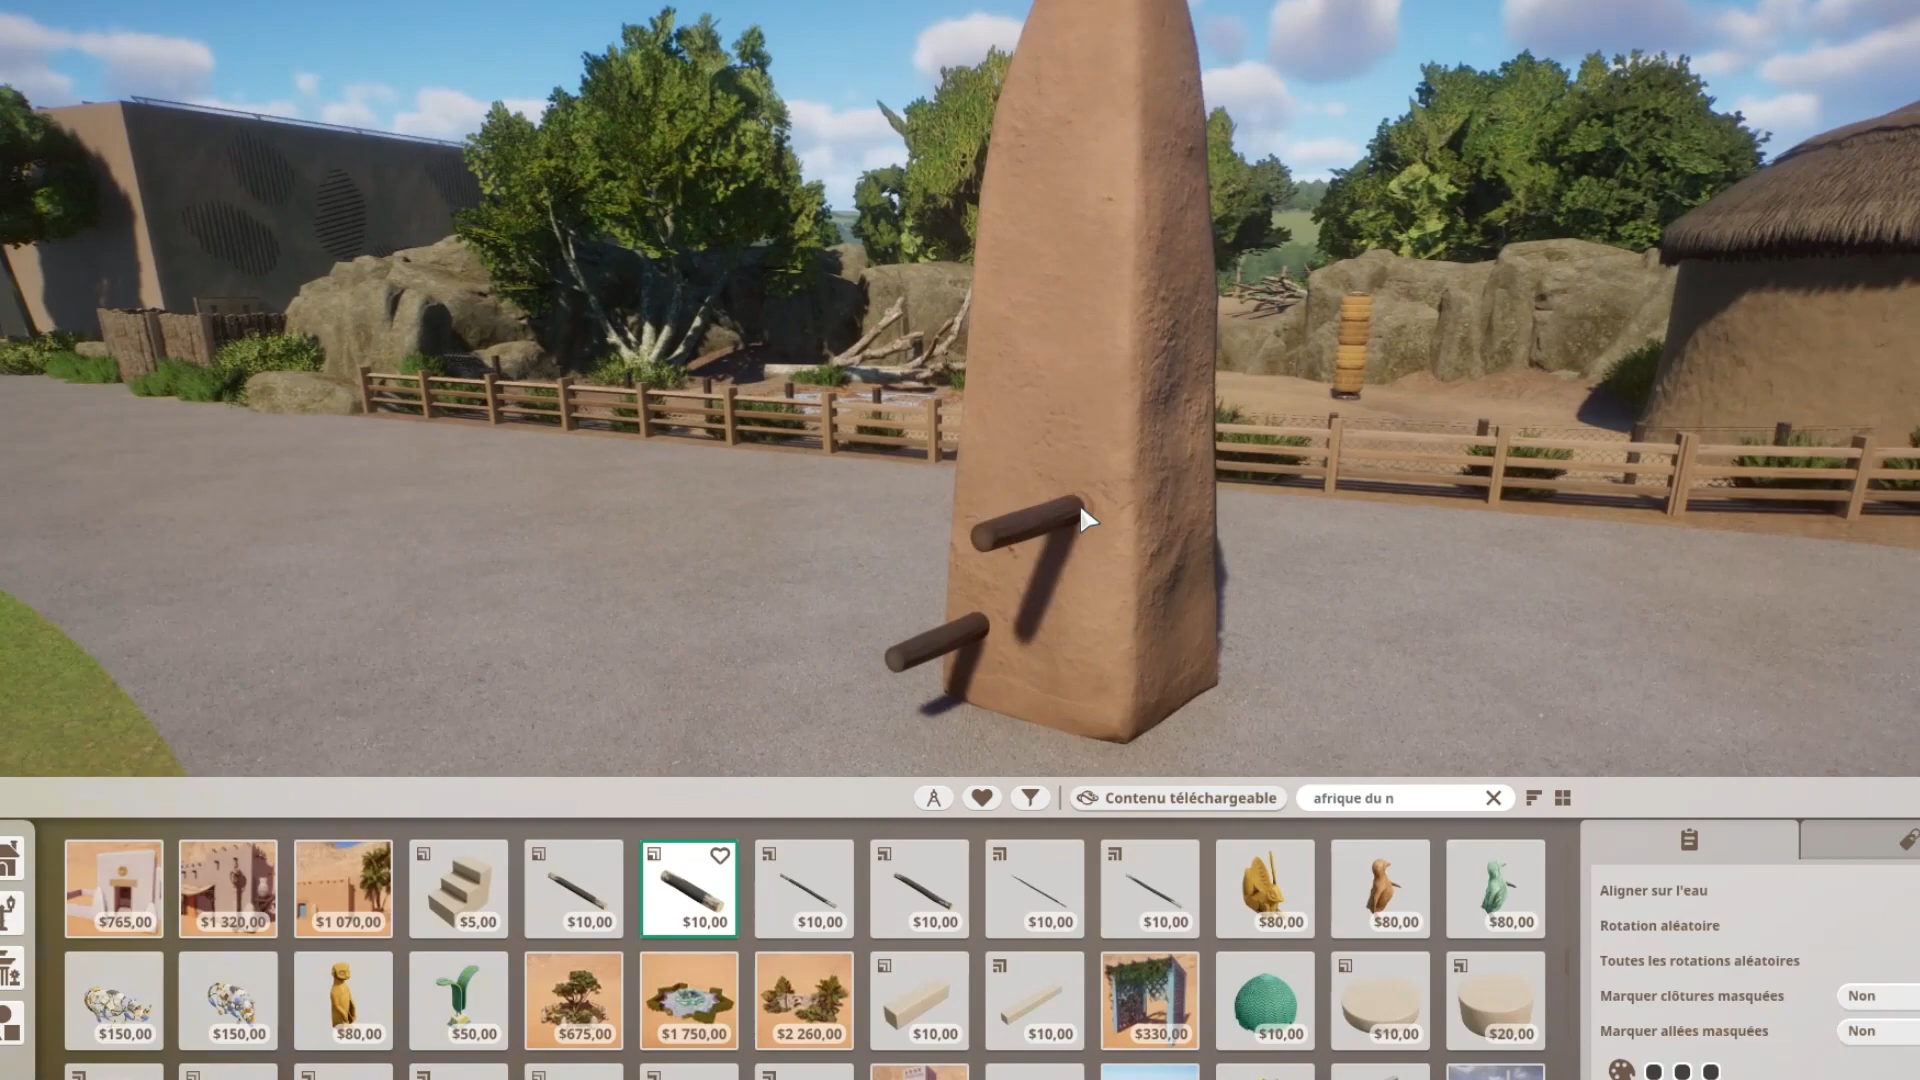 Contenu téléchargeable
afrique du n
$765,00
$1 320,00
$1 070,00
$5,00
$10,00
$10,00
$10,00
$10,00
$10,00
$10,00
$80,00
$80,00
$80,00
$150,00
$150,00
$80,00
$50,00
$675,00
$1 750,00
$2 260,00
$10,00
$10,00
$330,00
$10,00
$10,00
$20,00
Aligner sur l'eau
Rotation aléatoire
Toutes les rotations aléatoires
Marquer clôtures masquées
Non
Marquer allées masquées
Non